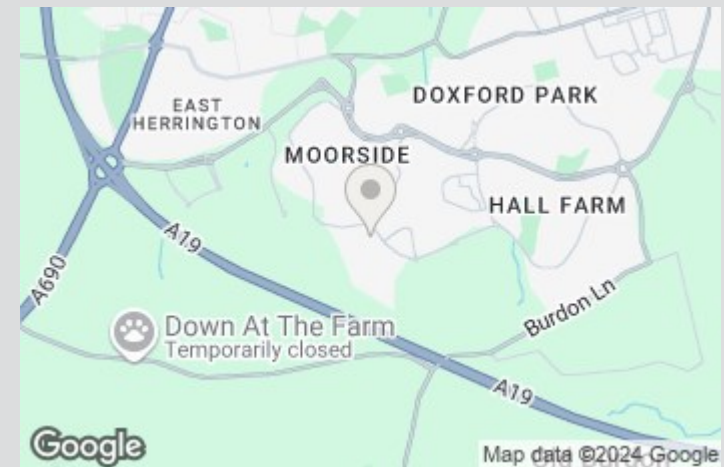 DOXFORD PARK
EAST
HERRINGTON
MOORSIDE
HALL FARM
A19
A690
Burdon Ln
Down At The Farm
Temporarily closed
A19
Google
Map data ©2024 Google